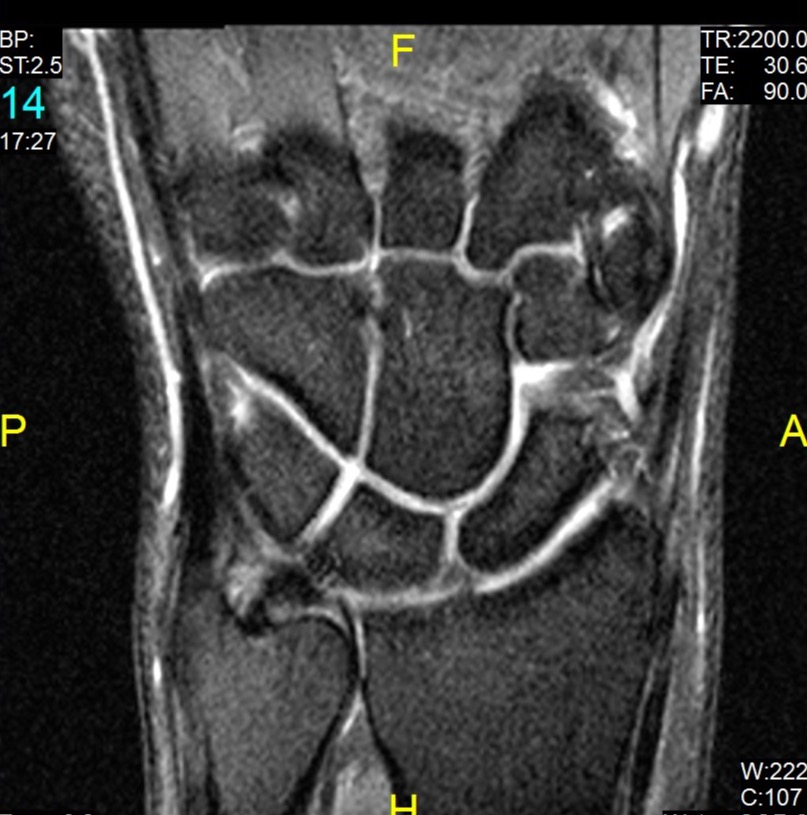 BP:
ST:2.5
14
17:27
F
TR:2200.0
TE: 30.6
FA: 90.0
P
A
W:222
C:107
H